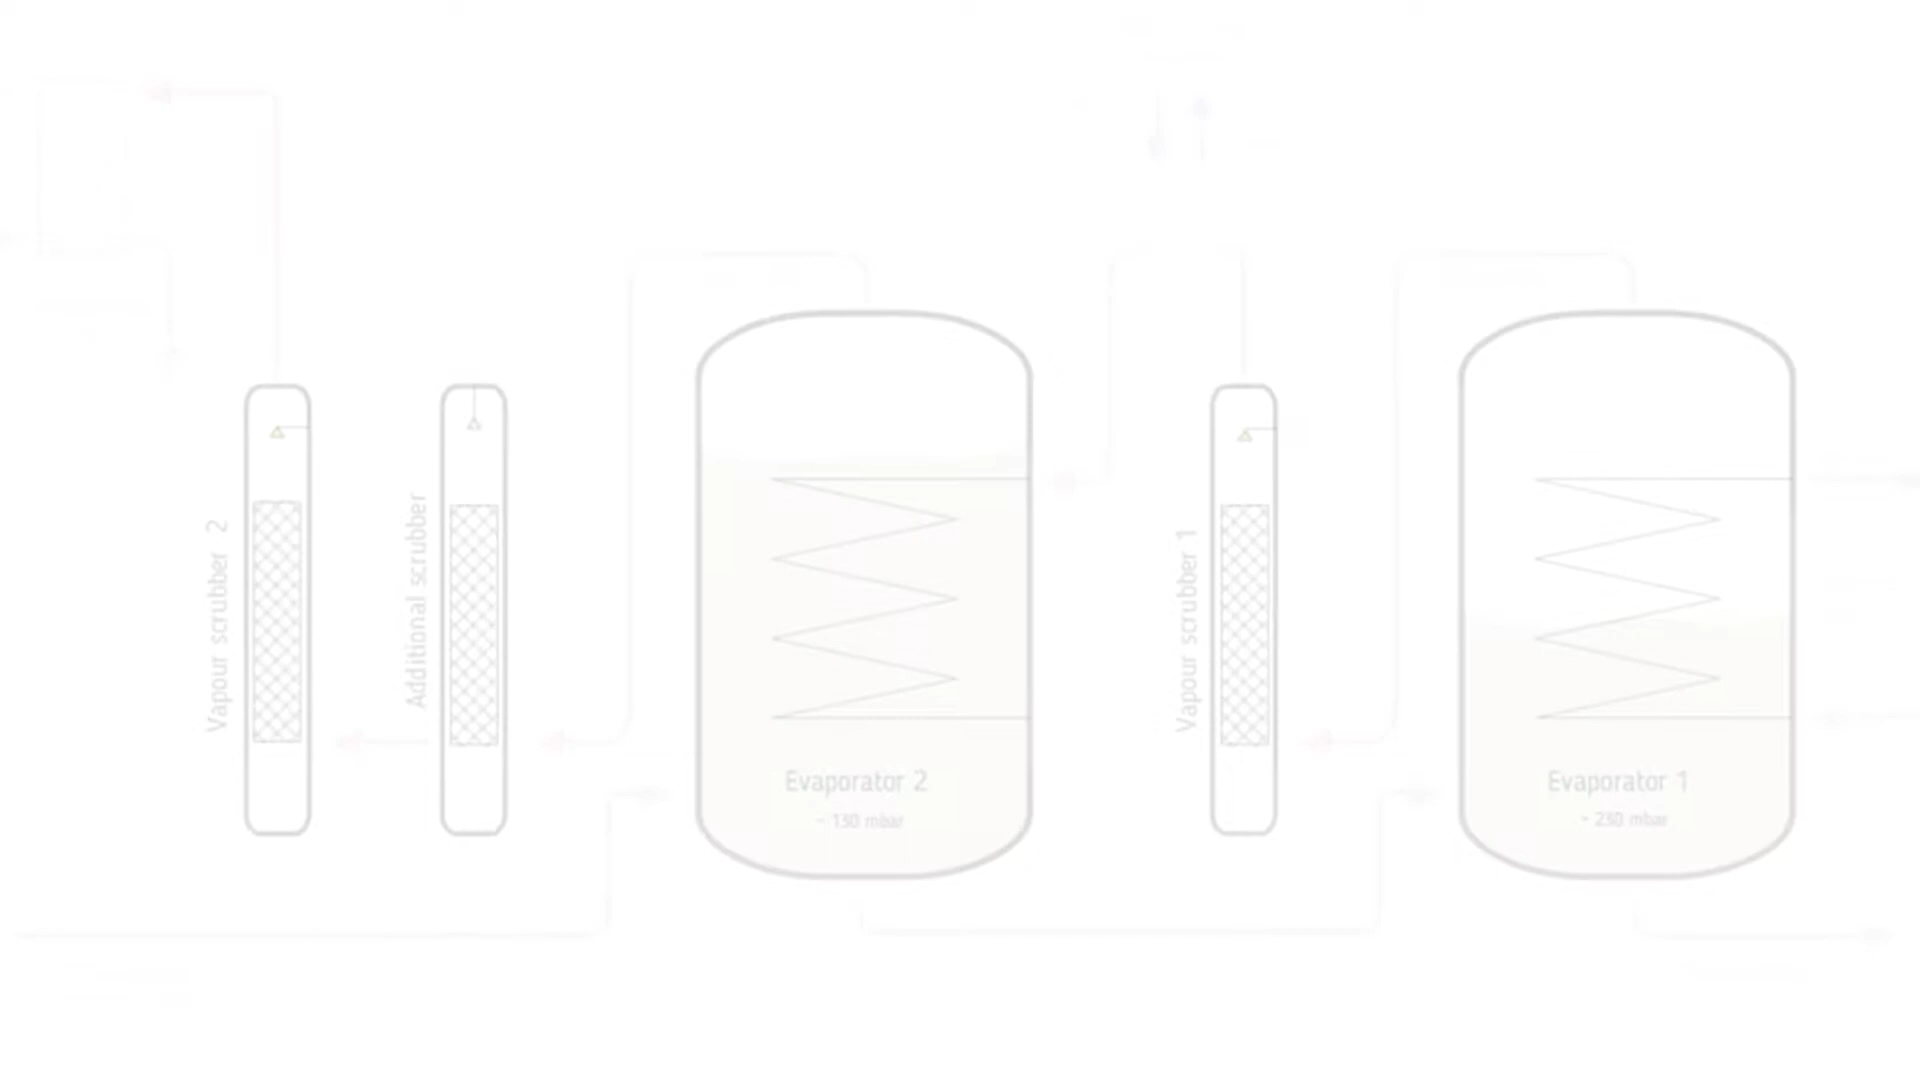 Vapour scrubber 2
Additional scrubber
Evaporator 2
~ 130 mbar
Vapour scrubber 1
Evaporator 1
~ 230 mbar